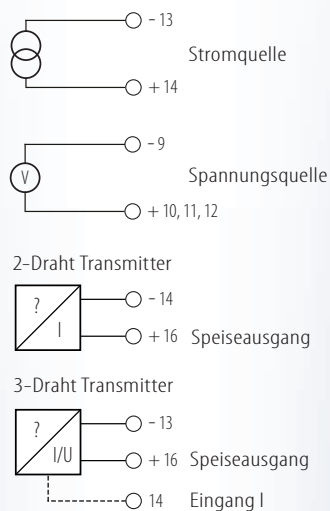 - 13
Stromquelle
+ 14
- 9
V
Spannungsquelle
+ 10, 11, 12
2-Draht Transmitter
?
I
- 14
+ 16 Speiseausgang
3-Draht Transmitter
?
I/U
- 13
+ 16 Speiseausgang
14 Eingang I